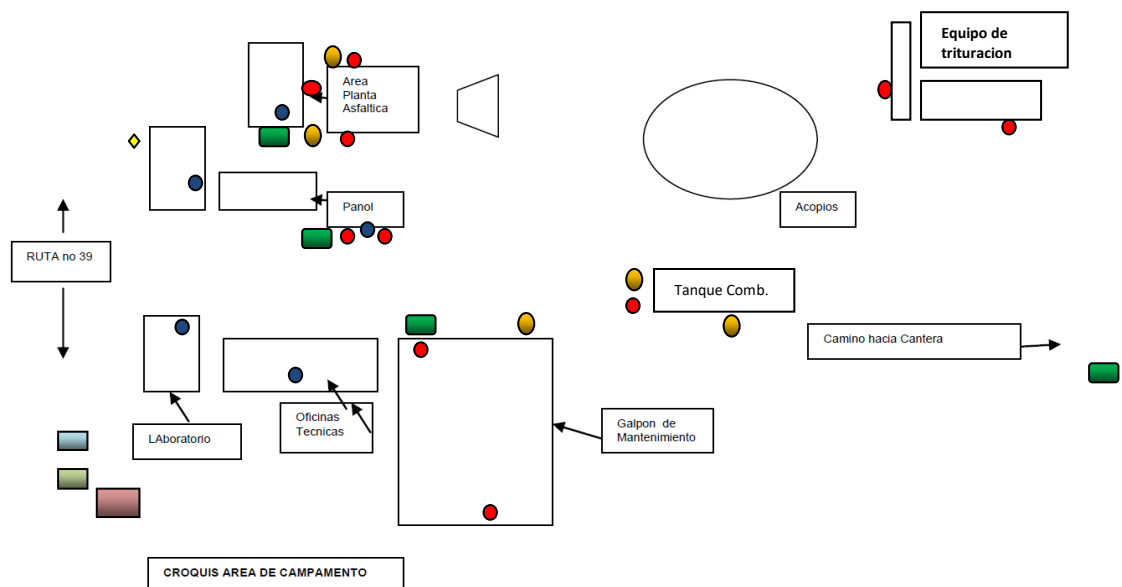 Equipo de
trituracion
Area
Planta
Asfaltica
Panol
Acopios
RUTA no 39
Tanque Comb.
Camino hacia Cantera
Oficinas
Tecnicas
LAboratorio
Galpon de
Mantenimiento
CROQUIS AREA DE CAMPAMENTO